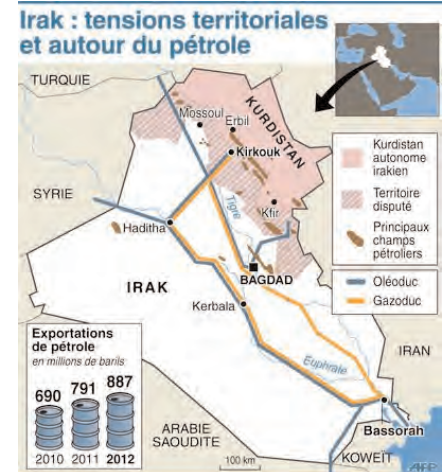 Irak : tensions territoriales
et autour du pétrole
TURQUIE
Mossoul
Erbil
KURDISTAN
Kirkouk
SYRIE
Tigre
Kfir
Haditha
BAGDAD
IRAK
Kerbala
Euphrate
IRAN
Bassorah
ARABIE
SAOUDITE
KOWEÏT
100 km
Kurdistan
autonome
irakien
Territoire
disputé
Principaux
champs
pétroliers
Oléoduc
Gazoduc
Exportations
de pétrole
en millions de barils
690
791
887
2010
2011
2012
AFP